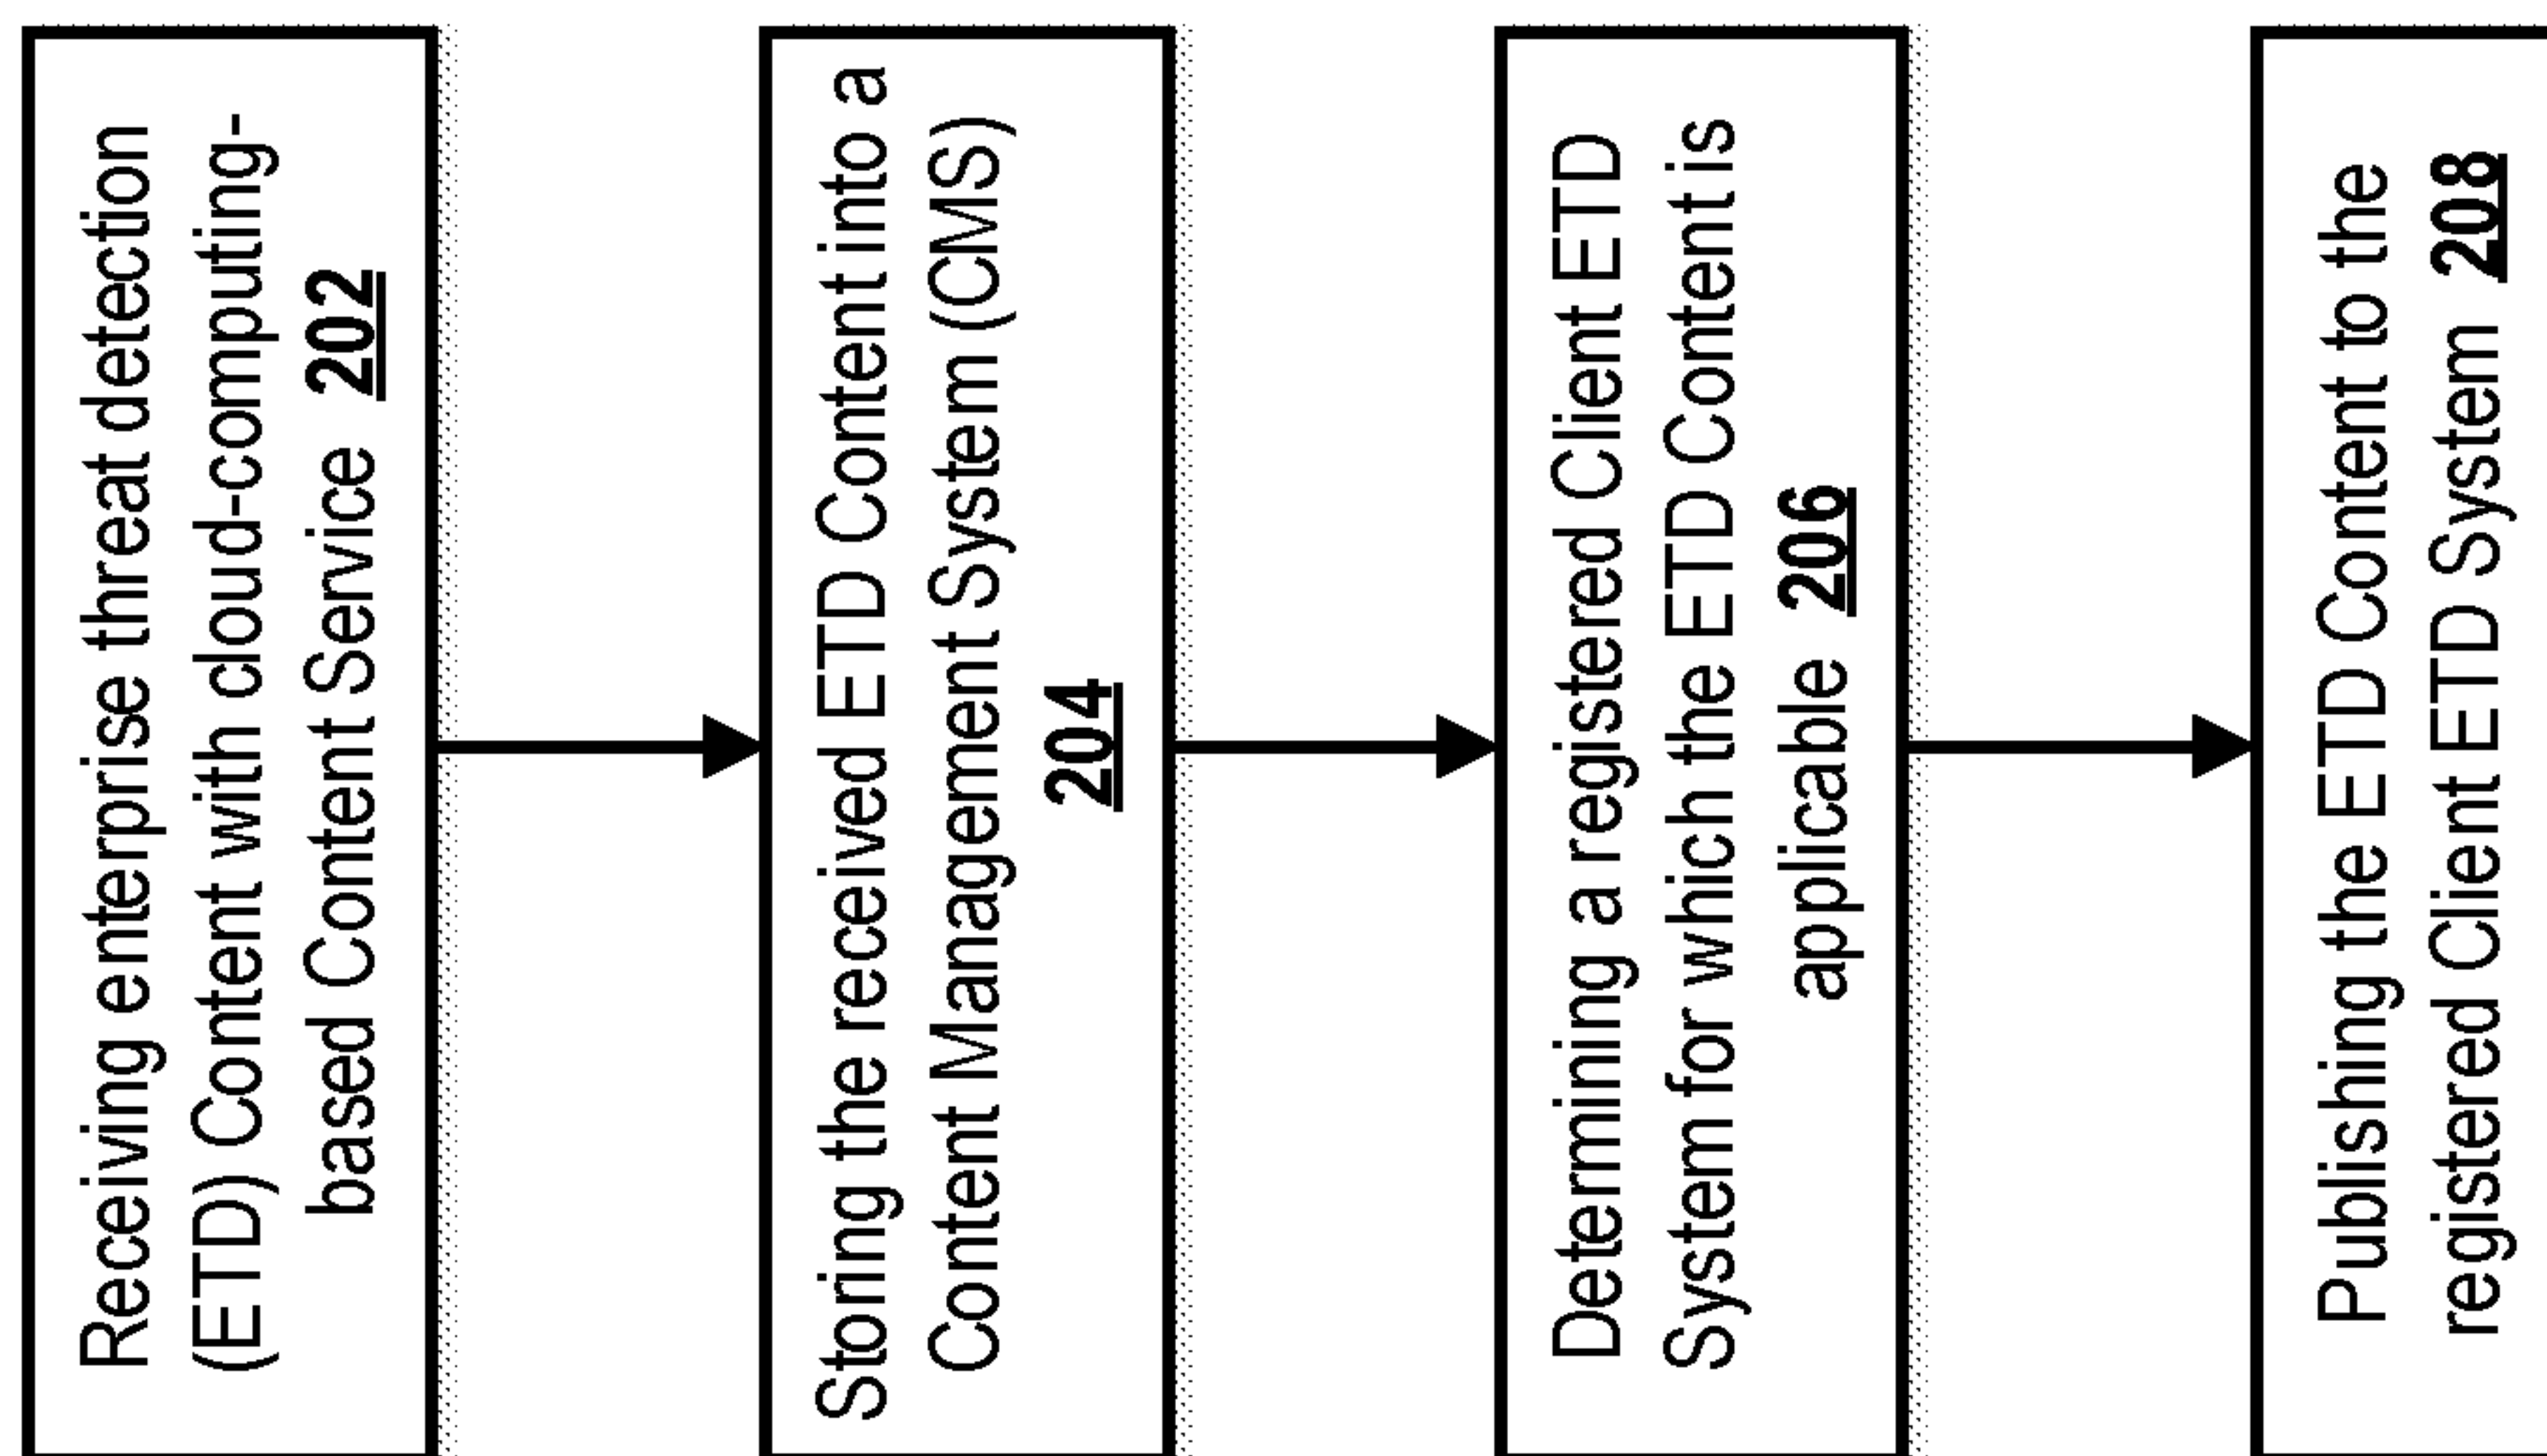 Receiving enterprise threat detection
(ETD) Content with cloud-computing-
based Content Service 202
Storing the received ETD Content into a
Content Management System (CMS)
204
Determining a registered Client ETD
System for which the ETD Content is
applicable 206
Publishing the ETD Content to the
registered Client ETD System 208